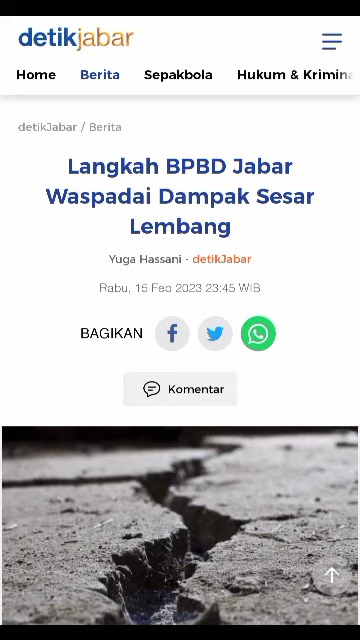 detikjabar
Home Berita Sepakbola Hukum & Krimina
detikJabar / Berita
Langkah BPBD Jabar
Waspadai Dampak Sesar
Lembang
Yuga Hassani - detikJabar
Rabu, 15 Feb 2023 23:45 WIB
BAGIKAN
Komentar